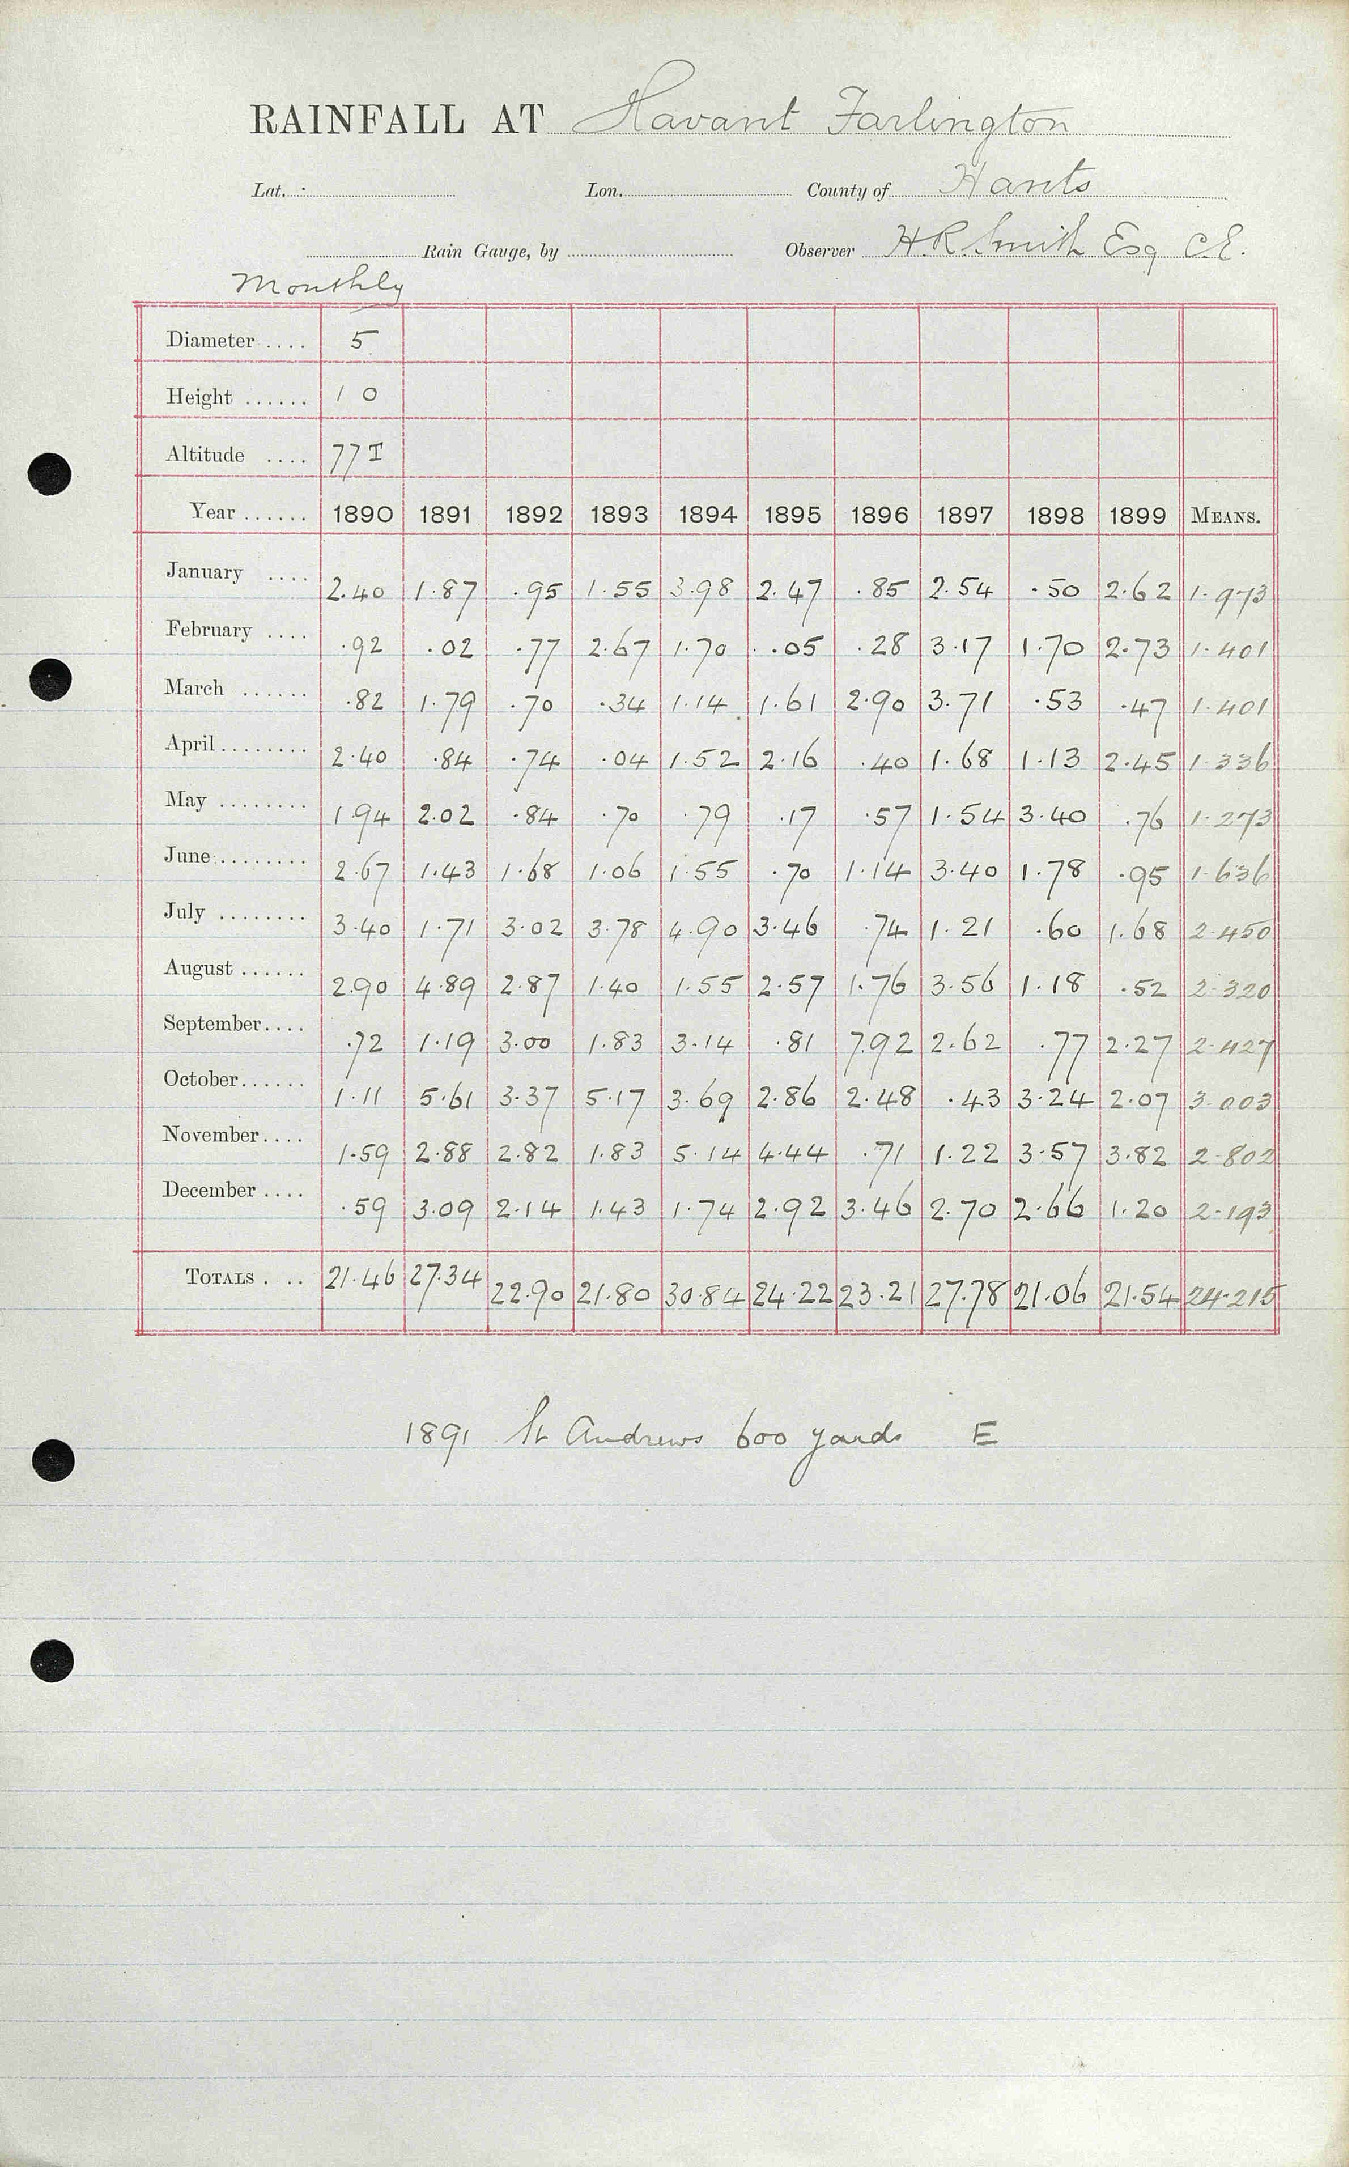 RAINFALL AT Havant Farlington
Lat. Lon. County of Hants
Rain Gauge, by Observer H.R. Smith Esq C.E.
Monthly
Diameter.... 5
Height ...... 1 0
Altitude .... 77 T
Year ...... 1890 1891 1892 1893 1894 1895 1896 1897 1898 1899 MEANS.
January .... 2.40 1.87 .95 1.55 3.98 2.47 .85 2.54 .50 2.62 1.973
February .... .92 .02 .77 2.67 1.70 .05 .28 3.17 1.70 2.73 1.401
March ...... .82 1.79 .70 .34 1.14 1.61 2.90 3.71 .53 .47 1.401
April........ 2.40 .84 .74 .04 1.52 2.16 .40 1.68 1.13 2.45 1.336
May ........ 1.94 2.02 .84 .70 .79 .17 .57 1.54 3.40 .76 1.273
June........ 2.67 1.43 1.68 1.06 1.55 .70 1.14 3.40 1.78 .95 1.636
July ........ 3.40 1.71 3.02 3.78 4.90 3.46 .74 1.21 .60 1.68 2.450
August...... 2.90 4.89 2.87 1.40 1.55 2.57 1.76 3.56 1.18 .52 2.320
September.... .72 1.19 3.00 1.83 3.14 .81 7.92 2.62 .77 2.27 2.427
October...... 1.11 5.61 3.37 5.17 3.69 2.86 2.48 .43 3.24 2.07 3.003
November.... 1.59 2.88 2.82 1.83 5.14 4.44 .71 1.22 3.57 3.82 2.802
December.... .59 3.09 2.14 1.43 1.74 2.92 3.46 2.70 2.66 1.20 2.193
TOTALS . .. 21.46 27.34 22.90 21.80 30.84 24.22 23.21 27.78 21.06 21.54 24.215
1891 St Andrews 600 yards E